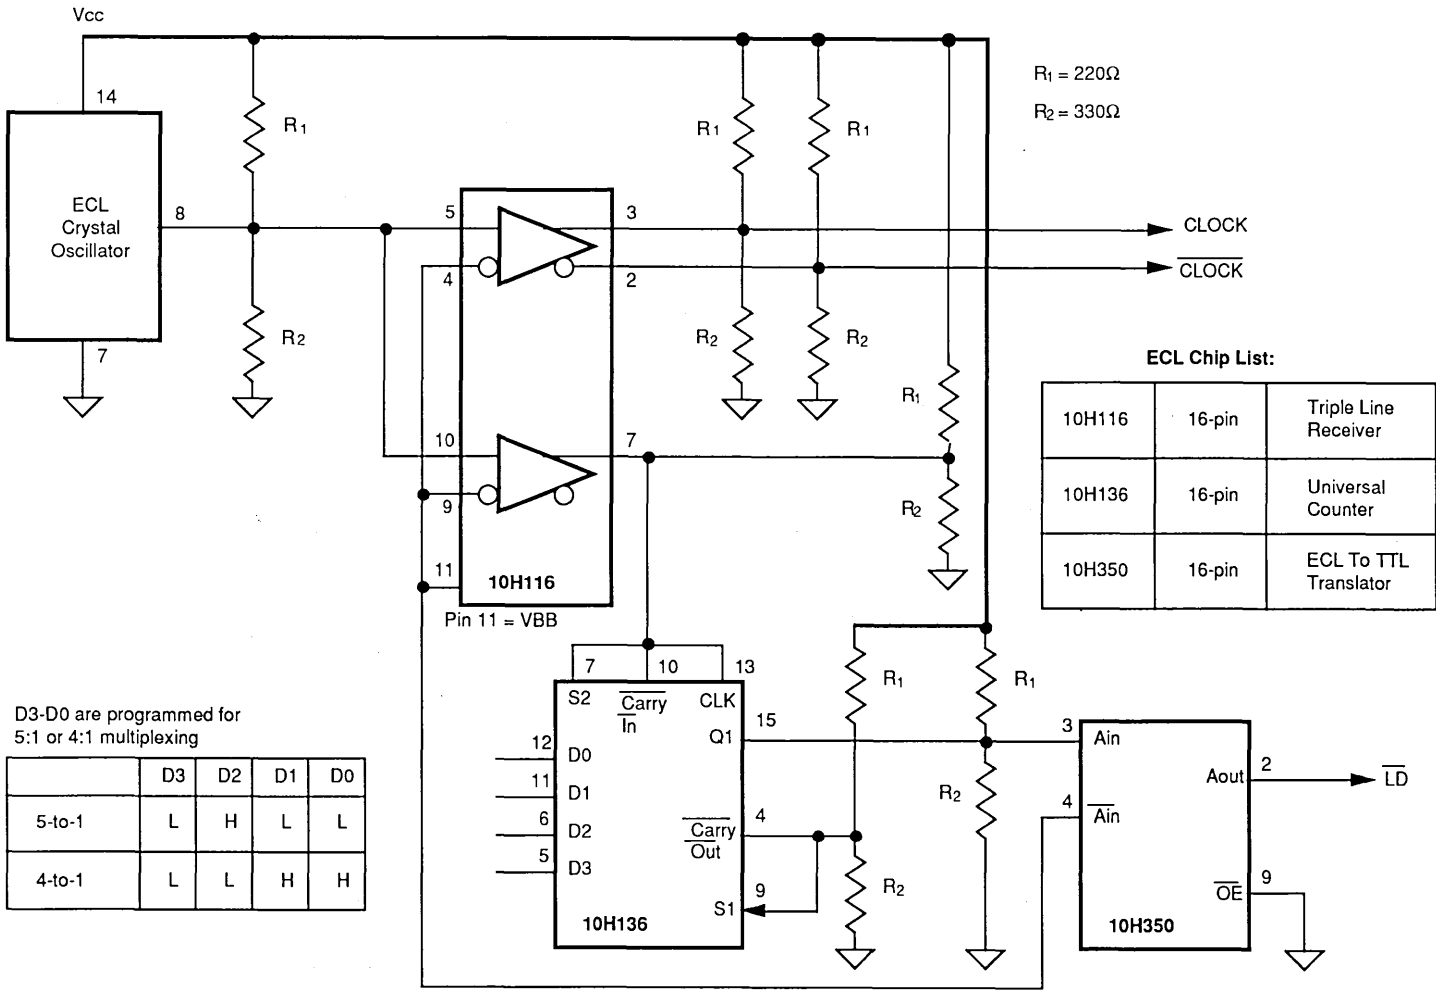 Vcc
14
ECL
Crystal
Oscillator
8
7
R1
R2
R1 = 220Ω
R2 = 330Ω
5
4
3
2
R1
R1
R2
R2
CLOCK
CLOCK
10
9
11
7
10H116
Pin 11 = VBB
R1
R2
ECL Chip List:
10H116 16-pin Triple Line
Receiver
10H136 16-pin Universal
Counter
10H350 16-pin ECL To TTL
Translator
D3-D0 are programmed for
5:1 or 4:1 multiplexing
D3 D2 D1 D0
5-to-1 L H L L
4-to-1 L L H H
7 10 13
S2 Carry CLK
In
15
Q1
12
D0
11
D1
6
D2
5
D3
4
Carry
Out
9
S1
10H136
R1
R1
R2
R2
3
Ain
4
Ain
2
Aout
LD
9
OE
10H350